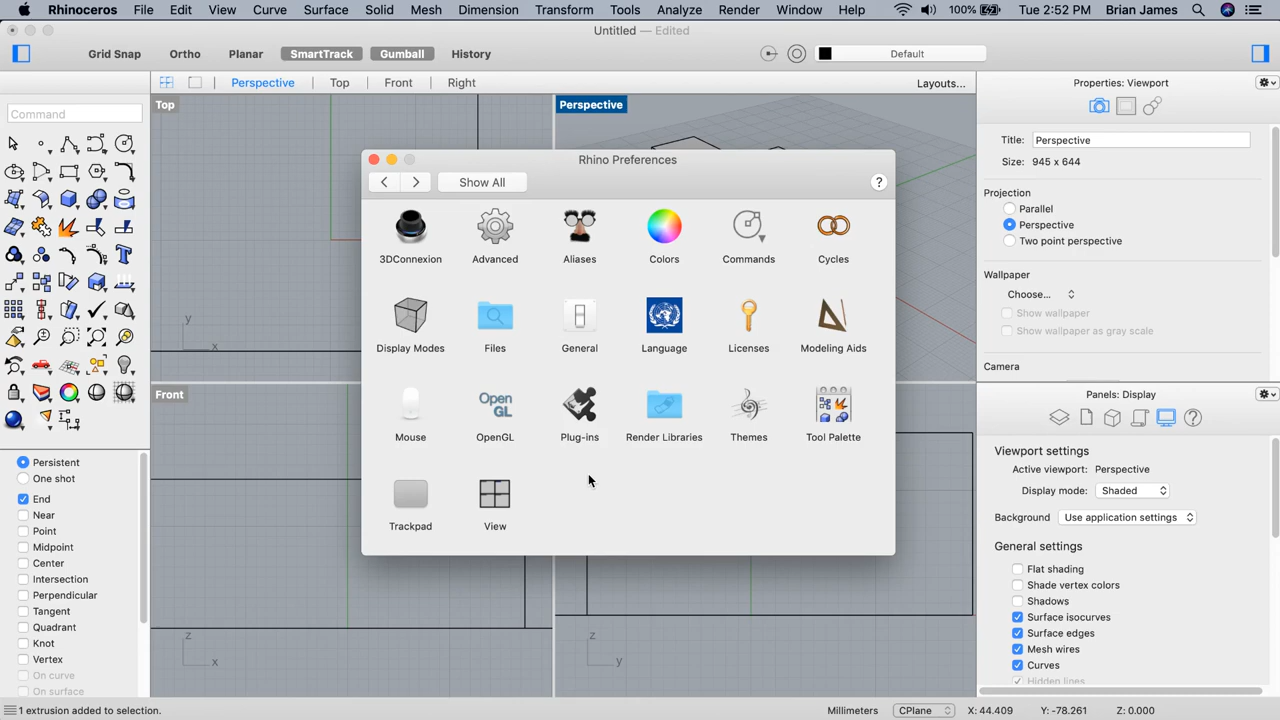 Rhinoceros File Edit View Curve Surface Solid Mesh Dimension Transform Tools Analyze Render Window Help 100% Tue 2:52 PM Brian James
Untitled — Edited
Grid Snap Ortho Planar SmartTrack Gumball History Default
Perspective Top Front Right Layouts...
Properties: Viewport
Command
Top
Perspective
Title: Perspective
Size: 945 x 644
Projection
Parallel
Perspective
Two point perspective
Wallpaper
Choose...
Show wallpaper
Show wallpaper as gray scale
Camera
Rhino Preferences
Show All ?
3DConnexion Advanced Aliases Colors Commands Cycles
Display Modes Files General Language Licenses Modeling Aids
OpenGL
Mouse OpenGL Plug-ins Render Libraries Themes Tool Palette
Trackpad View
y
x
Front
z
x
z
y
Persistent
One shot
End
Near
Point
Midpoint
Center
Intersection
Perpendicular
Tangent
Quadrant
Knot
Vertex
On curve
On surface
Panels: Display
Viewport settings
Active viewport: Perspective
Display mode: Shaded
Background Use application settings
General settings
Flat shading
Shade vertex colors
Shadows
Surface isocurves
Surface edges
Mesh wires
Curves
Hidden lines
1 extrusion added to selection. Millimeters CPlane X: 44.409 Y: -78.261 Z: 0.000